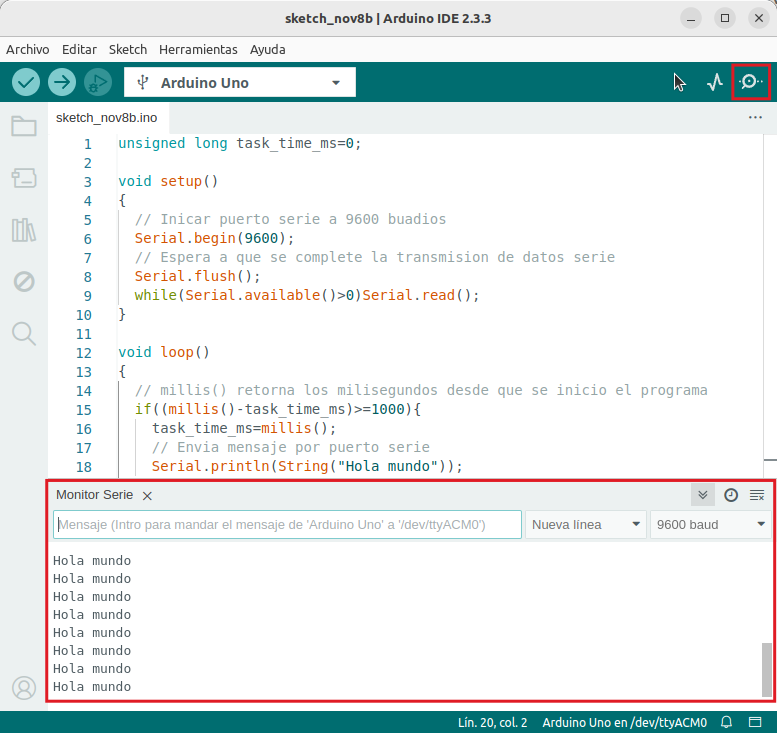 sketch_nov8b | Arduino IDE 2.3.3
Archivo Editar Sketch Herramientas Ayuda
Arduino Uno
sketch_nov8b.ino
1 unsigned long task_time_ms=0;
2
3 void setup()
4 {
5 // Inicar puerto serie a 9600 buadios
6 Serial.begin(9600);
7 // Espera a que se complete la transmision de datos serie
8 Serial.flush();
9 while(Serial.available()>0)Serial.read();
10 }
11
12 void loop()
13 {
14 // millis() retorna los milisegundos desde que se inicio el programa
15 if((millis()-task_time_ms)>=1000){
16 task_time_ms=millis();
17 // Envia mensaje por puerto serie
18 Serial.println(String("Hola mundo"));
Monitor Serie
Mensaje (Intro para mandar el mensaje de 'Arduino Uno' a '/dev/ttyACM0') Nueva línea 9600 baud
Hola mundo
Hola mundo
Hola mundo
Hola mundo
Hola mundo
Hola mundo
Hola mundo
Hola mundo
Lín. 20, col. 2 Arduino Uno en /dev/ttyACM0